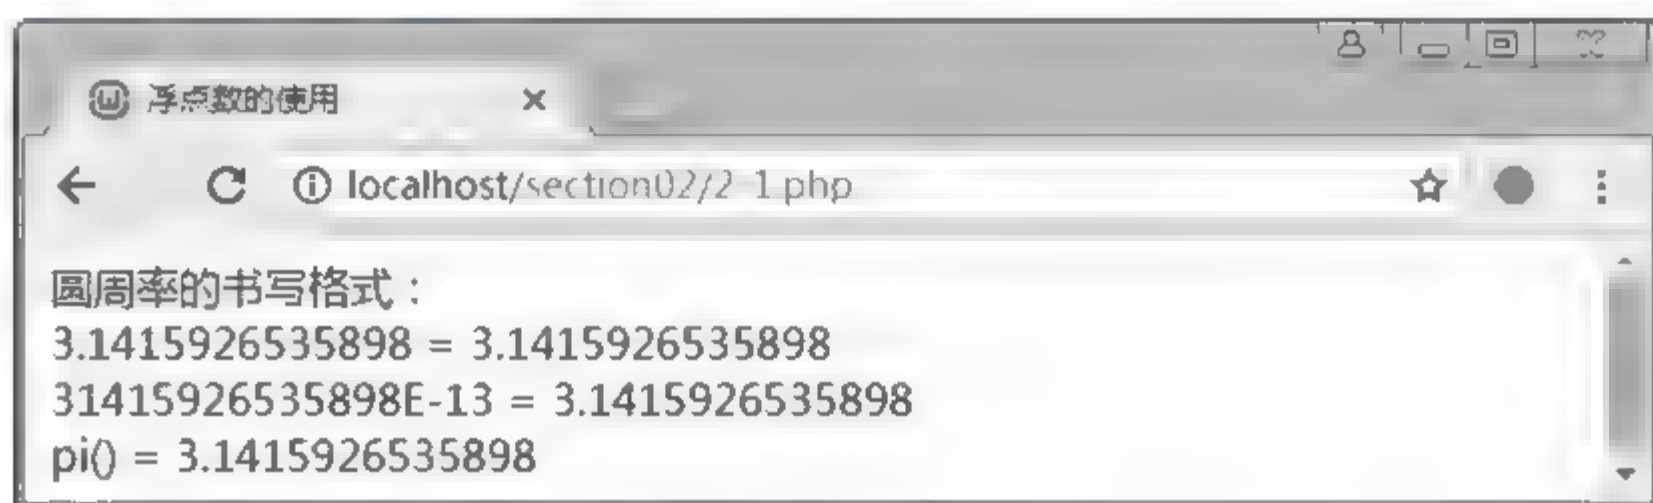 浮点数的使用
localhost/section02/2-1.php
圆周率的书写格式：
3.1415926535898 = 3.1415926535898
31415926535898E-13 = 3.1415926535898
pi() = 3.1415926535898